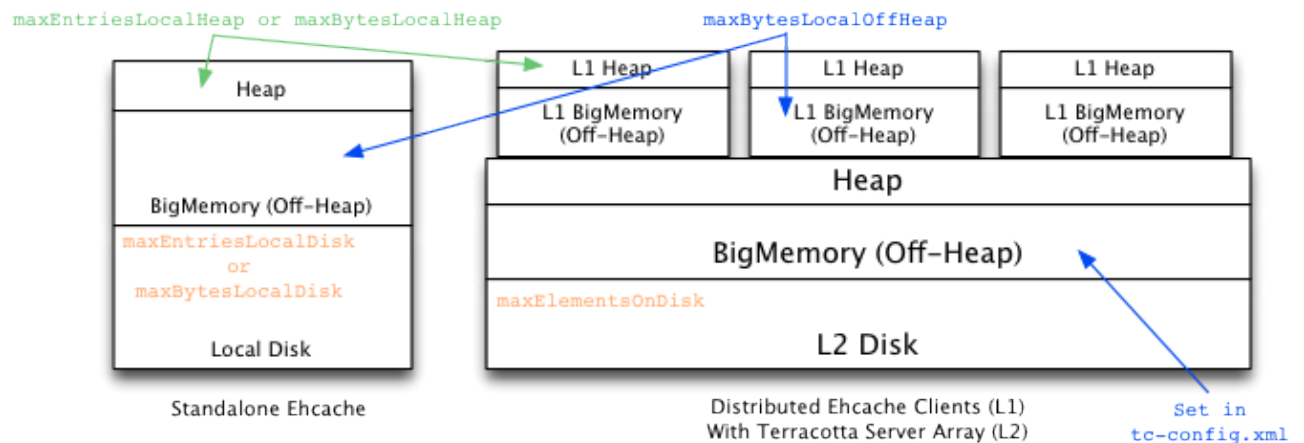 maxEntriesLocalHeap or maxBytesLocalHeap
maxBytesLocalOffHeap
Heap
BigMemory (Off-Heap)
maxEntriesLocalDisk
or
maxBytesLocalDisk
Local Disk
Standalone Ehcache
L1 Heap
L1 BigMemory
(Off-Heap)
L1 Heap
L1 BigMemory
(Off-Heap)
L1 Heap
L1 BigMemory
(Off-Heap)
Heap
BigMemory (Off-Heap)
maxElementsOnDisk
L2 Disk
Distributed Ehcache Clients (L1)
With Terracotta Server Array (L2)
Set in
tc-config.xml